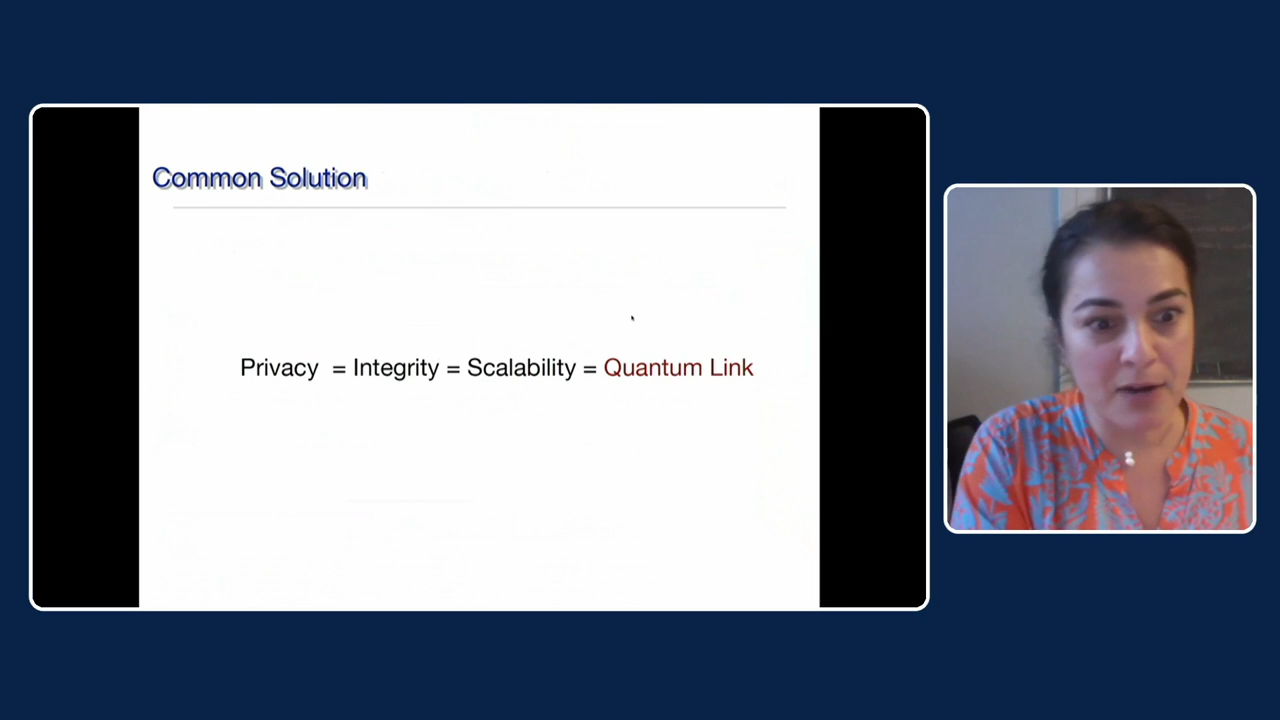 Common Solution
Privacy = Integrity = Scalability = Quantum Link